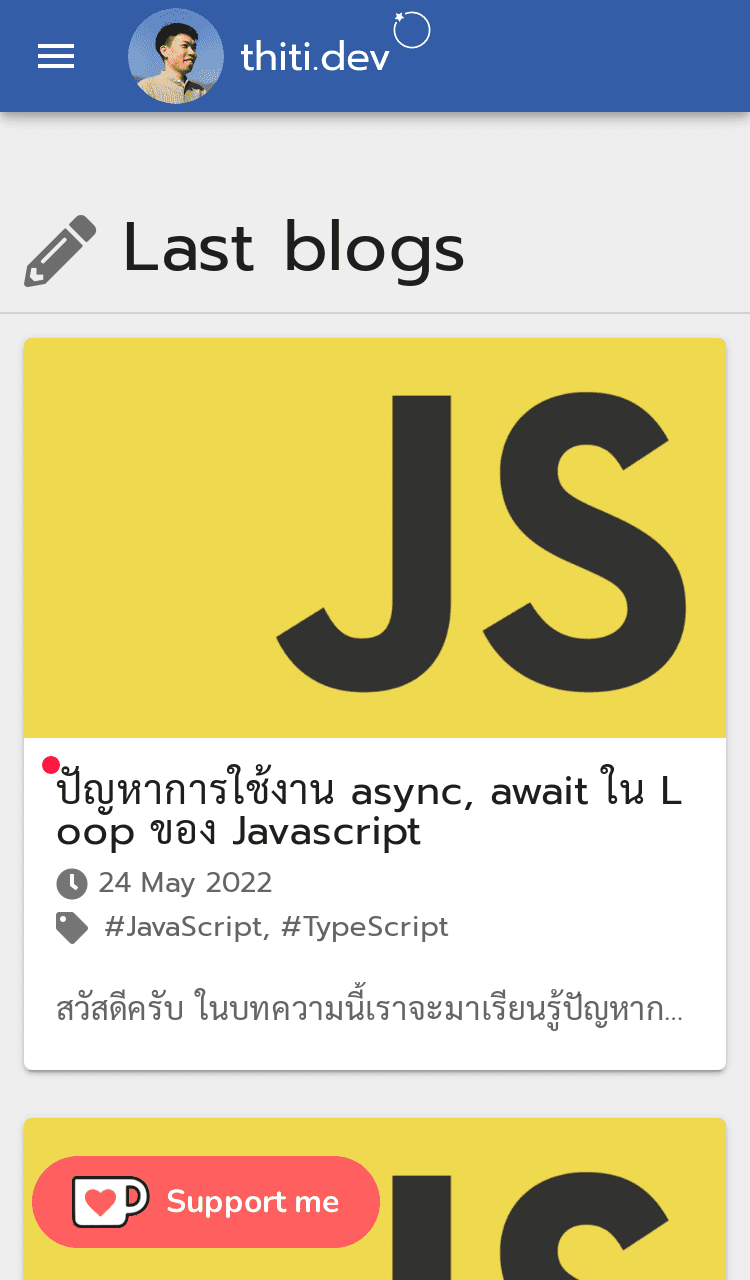 thiti.dev
Last blogs
JS
ปัญหาการใช้งาน async, await ใน L
oop ของ Javascript
24 May 2022
#JavaScript, #TypeScript
สวัสดีครับ ในบทความนี้เราจะมาเรียนรู้ปัญหาก...
JS
Support me